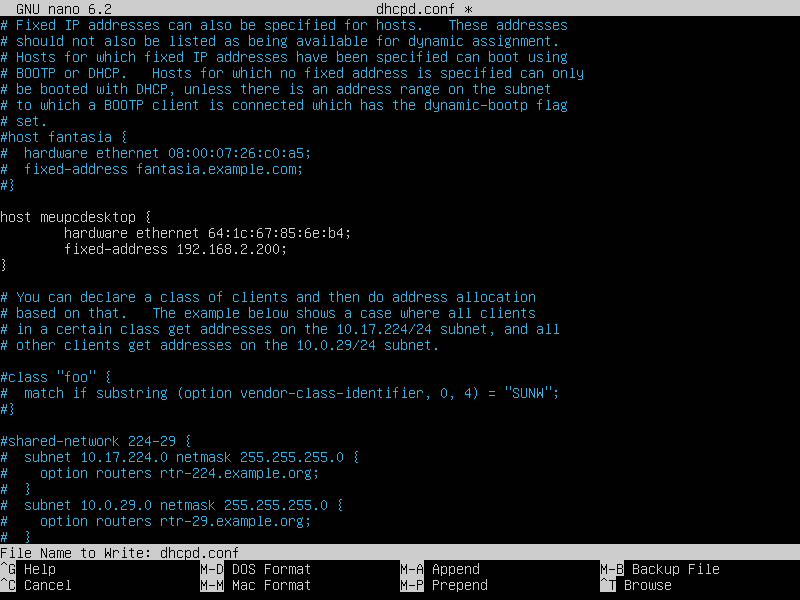 GNU nano 6.2 dhcpd.conf *
# Fixed IP addresses can also be specified for hosts.   These addresses
# should not also be listed as being available for dynamic assignment.
# Hosts for which fixed IP addresses have been specified can boot using
# BOOTP or DHCP.   Hosts for which no fixed address is specified can only
# be booted with DHCP, unless there is an address range on the subnet
# to which a BOOTP client is connected which has the dynamic-bootp flag
# set.
#host fantasia {
#  hardware ethernet 08:00:07:26:c0:a5;
#  fixed-address fantasia.example.com;
#}
host meupcdesktop {
        hardware ethernet 64:1c:67:85:6e:b4;
        fixed-address 192.168.2.200;
}
# You can declare a class of clients and then do address allocation
# based on that.   The example below shows a case where all clients
# in a certain class get addresses on the 10.17.224/24 subnet, and all
# other clients get addresses on the 10.0.29/24 subnet.
#class "foo" {
#  match if substring (option vendor-class-identifier, 0, 4) = "SUNW";
#}
#shared-network 224-29 {
#  subnet 10.17.224.0 netmask 255.255.255.0 {
#    option routers rtr-224.example.org;
#  }
#  subnet 10.0.29.0 netmask 255.255.255.0 {
#    option routers rtr-29.example.org;
#  }
File Name to Write: dhcpd.conf
^G Help M-D DOS Format M-A Append M-B Backup File
^C Cancel M-M Mac Format M-P Prepend ^T Browse